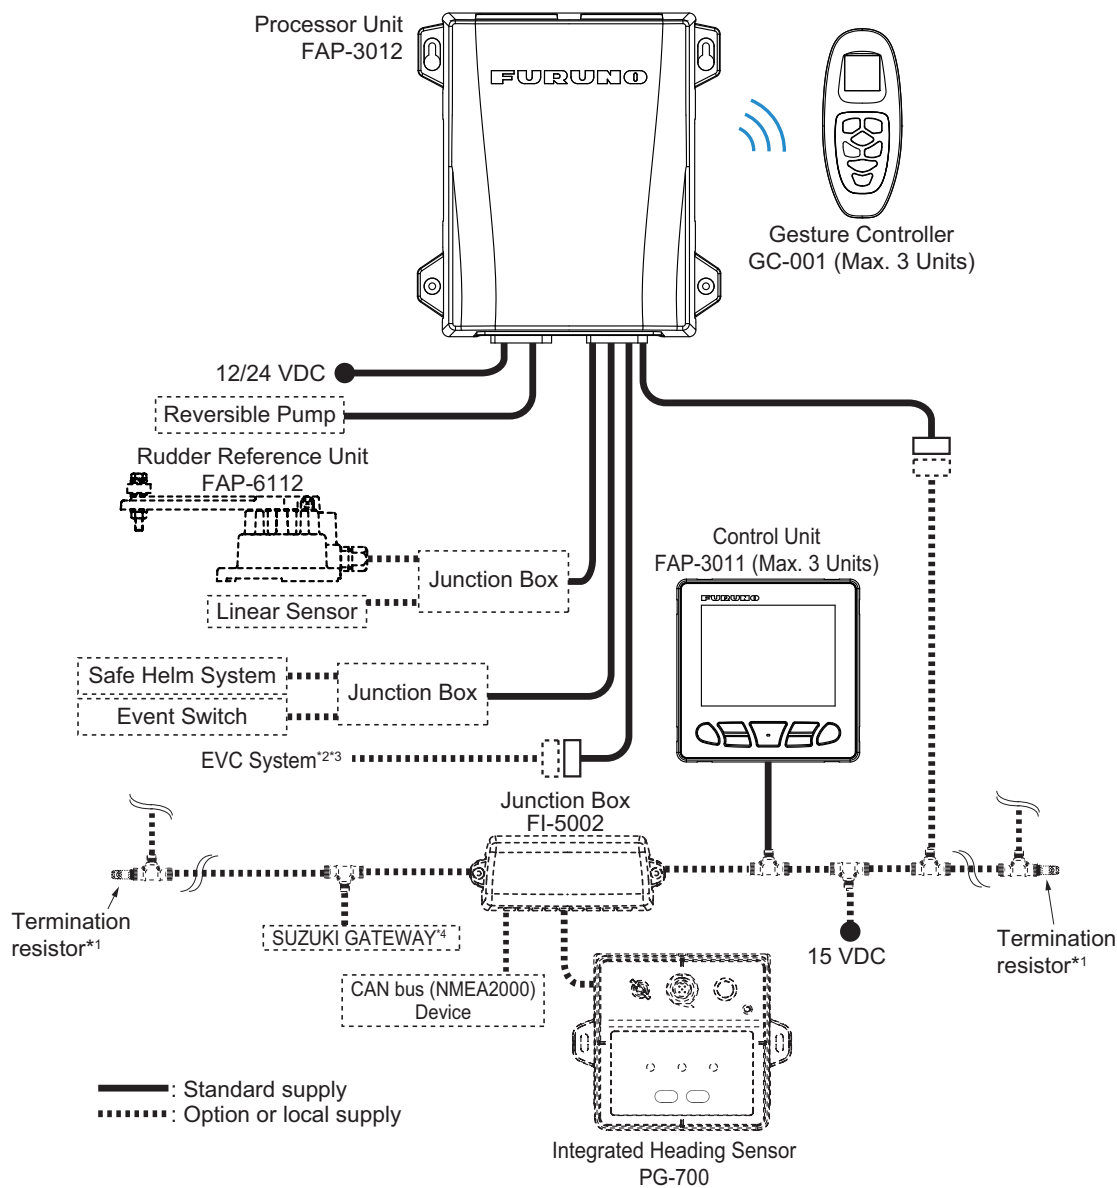 Processor Unit
FAP-3012
FURUNO
Gesture Controller
GC-001 (Max. 3 Units)
12/24 VDC
Reversible Pump
Rudder Reference Unit
FAP-6112
Junction Box
Linear Sensor
Control Unit
FAP-3011 (Max. 3 Units)
FURUNO
Safe Helm System
Junction Box
Event Switch
EVC System*2*3
Junction Box
FI-5002
Termination
resistor*1
SUZUKI GATEWAY*4
15 VDC
Termination
resistor*1
CAN bus (NMEA2000)
Device
: Standard supply
: Option or local supply
Integrated Heading Sensor
PG-700